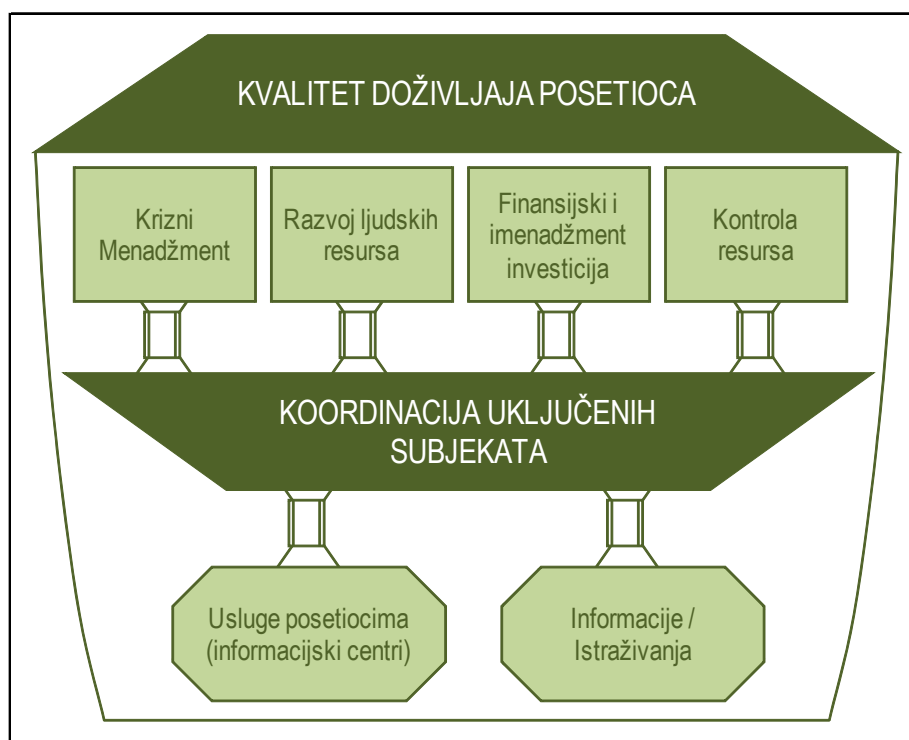 KVALITET DOŽIVLJAJA POSETIOCA
Krizni
Menadžment
Razvoj ljudskih
resursa
Finansijski i
imenadžment
investicija
Kontrola
resursa
KOORDINACIJA UKLJUČENIH
SUBJEKATA
Usluge posetiocima
(informacijski centri)
Informacije /
Istraživanja